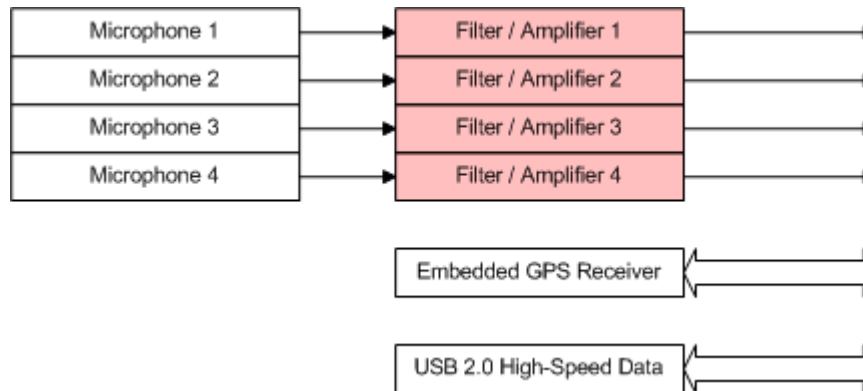 Microphone 1
Filter / Amplifier 1
Microphone 2
Filter / Amplifier 2
Microphone 3
Filter / Amplifier 3
Microphone 4
Filter / Amplifier 4
Embedded GPS Receiver
USB 2.0 High-Speed Data